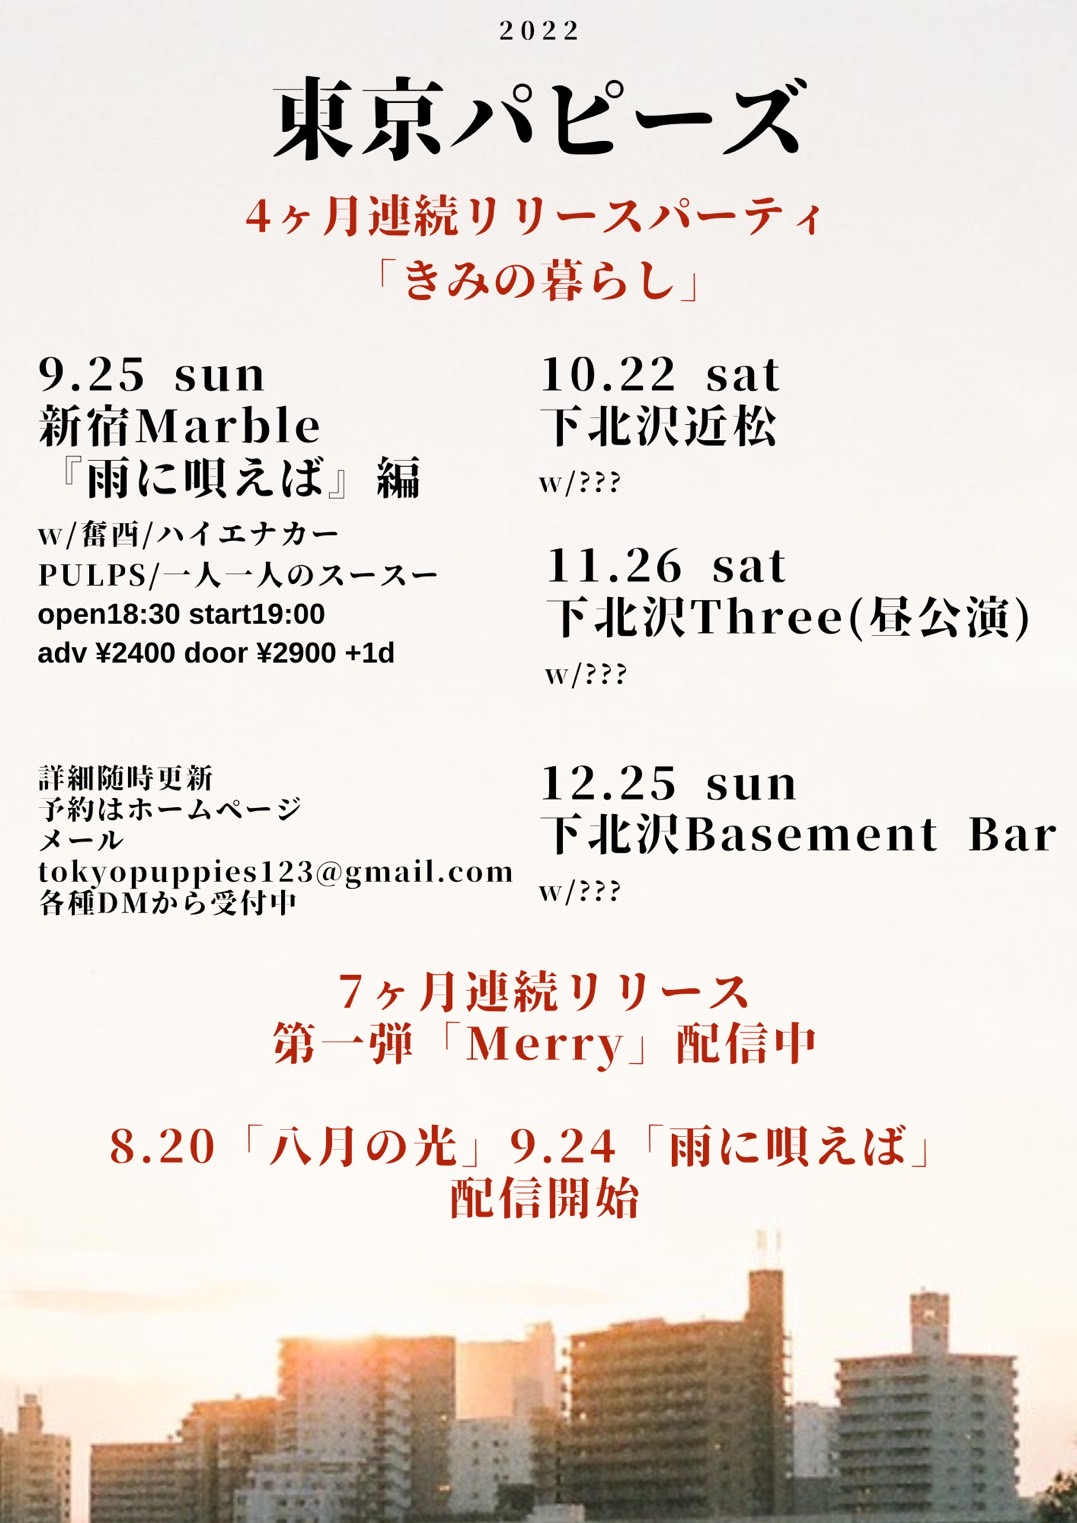 2022
東京パピーズ
4ヶ月連続リリースパーティ
「きみの暮らし」
9.25 sun
新宿Marble
『雨に唄えば』編
w/奮酉/ハイエナカー
PULPS/一人一人のスースー
open18:30 start19:00
adv ¥2400 door ¥2900 +1d
10.22 sat
下北沢近松
w/???
11.26 sat
下北沢Three(昼公演)
w/???
12.25 sun
下北沢Basement Bar
w/???
詳細随時更新
予約はホームページ
メール
tokyopuppies123@gmail.com
各種DMから受付中
7ヶ月連続リリース
第一弾「Merry」配信中
8.20「八月の光」9.24「雨に唄えば」
配信開始